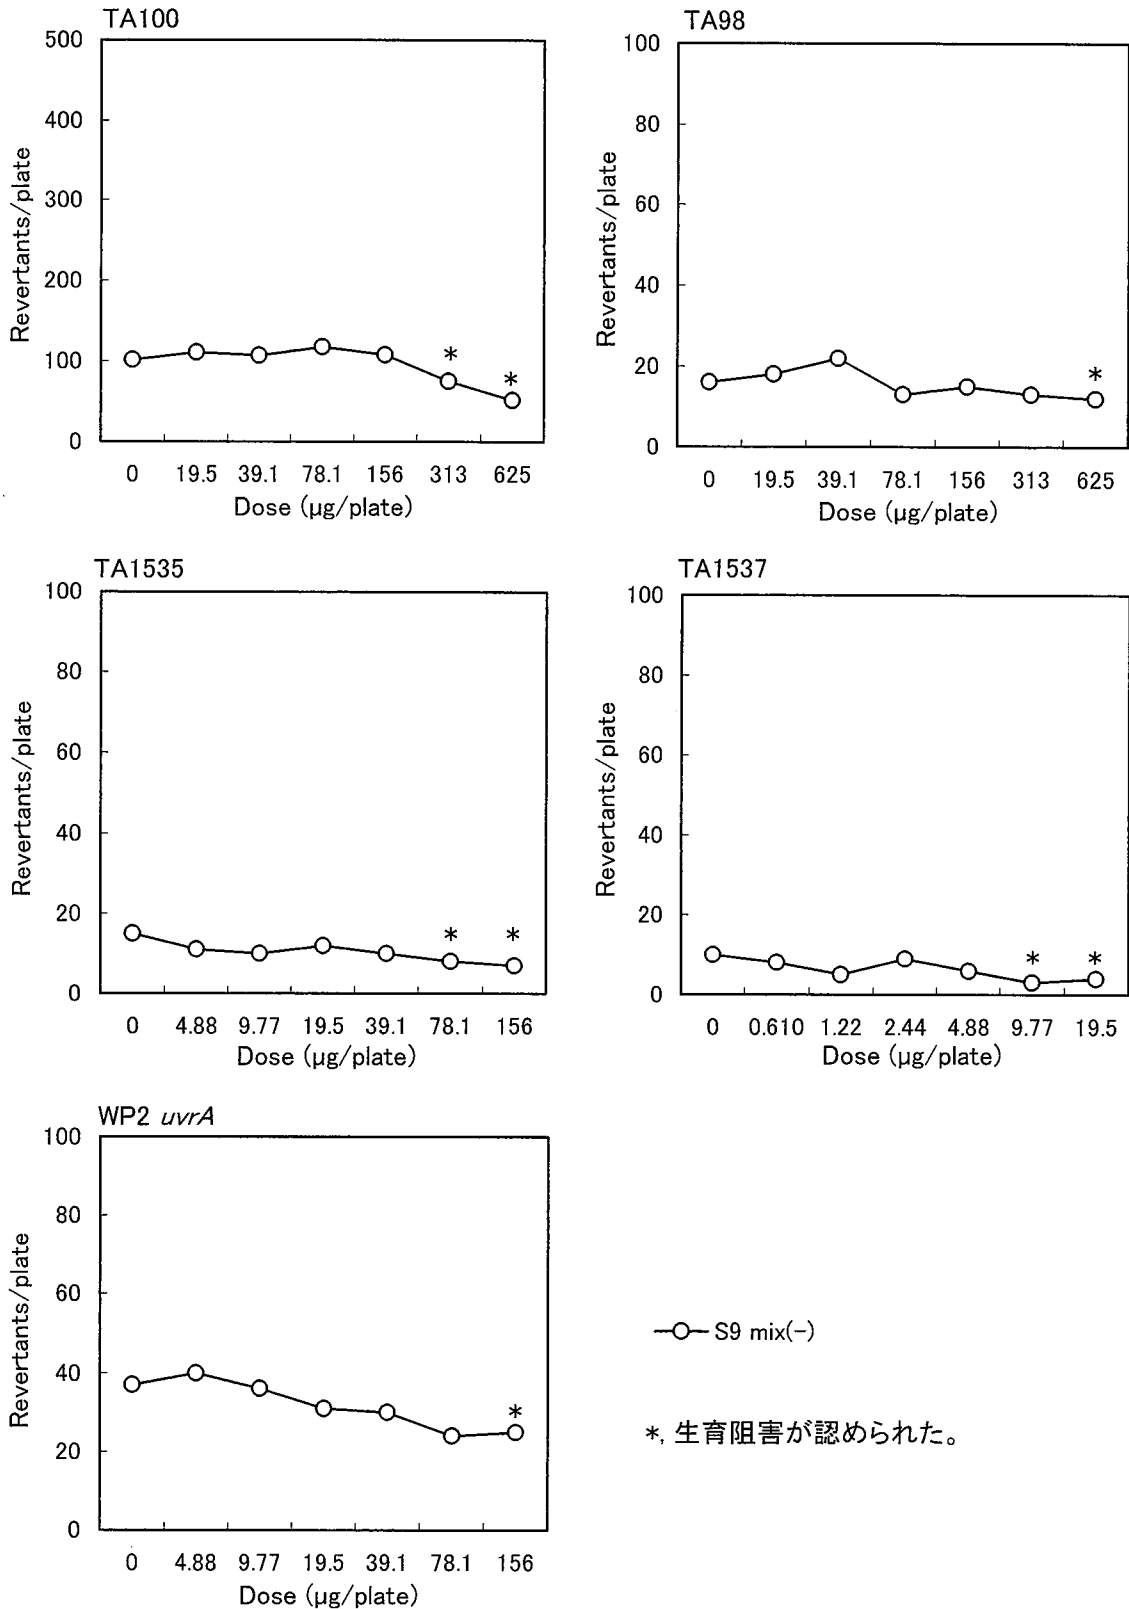 TA100
500
400
300
200
100
0
Revertants/plate
0 19.5 39.1 78.1 156 313 625
* *
Dose (μg/plate)
TA98
100
80
60
40
20
0
Revertants/plate
0 19.5 39.1 78.1 156 313 625
*
Dose (μg/plate)
TA1535
100
80
60
40
20
0
Revertants/plate
0 4.88 9.77 19.5 39.1 78.1 156
* *
Dose (μg/plate)
TA1537
100
80
60
40
20
0
Revertants/plate
0 0.610 1.22 2.44 4.88 9.77 19.5
* *
Dose (μg/plate)
WP2 uvrA
100
80
60
40
20
0
Revertants/plate
0 4.88 9.77 19.5 39.1 78.1 156
*
Dose (μg/plate)
S9 mix(-)
*, 生育阻害が認められた。